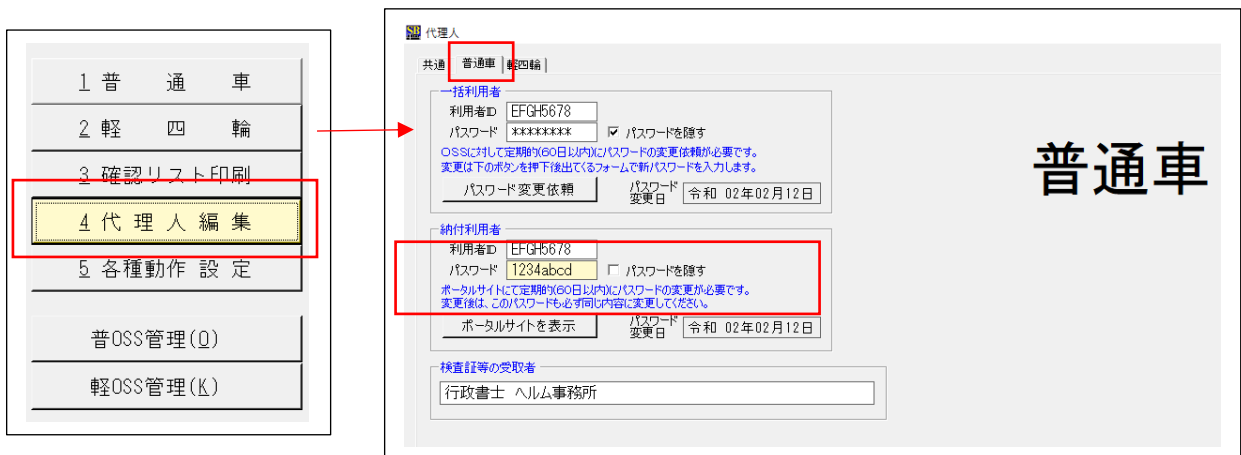 1 普 通 車
2 軽 四 輪
3 確認リスト印刷
4 代 理 人 編 集
5 各種動作 設 定
普OSS管理(O)
軽OSS管理(K)
SB 代理人
共通 普通車 軽四輪
一括利用者
利用者ID EFGH5678
パスワード ******** パスワードを隠す
OSSに対して定期的(60日以内)にパスワードの変更依頼が必要です。
変更は下のボタンを押下後出てくるフォームで新パスワードを入力します。
パスワード変更依頼 パスワード変更日 令和 02年02月12日
納付利用者
利用者ID EFGH5678
パスワード 1234abcd パスワードを隠す
ポータルサイトにて定期的(60日以内)にパスワードの変更が必要です。
変更後は、このパスワードも必ず同じ内容に変更してください。
ポータルサイトを表示 パスワード変更日 令和 02年02月12日
検査証等の受取者
行政書士 ヘルム事務所
普通車